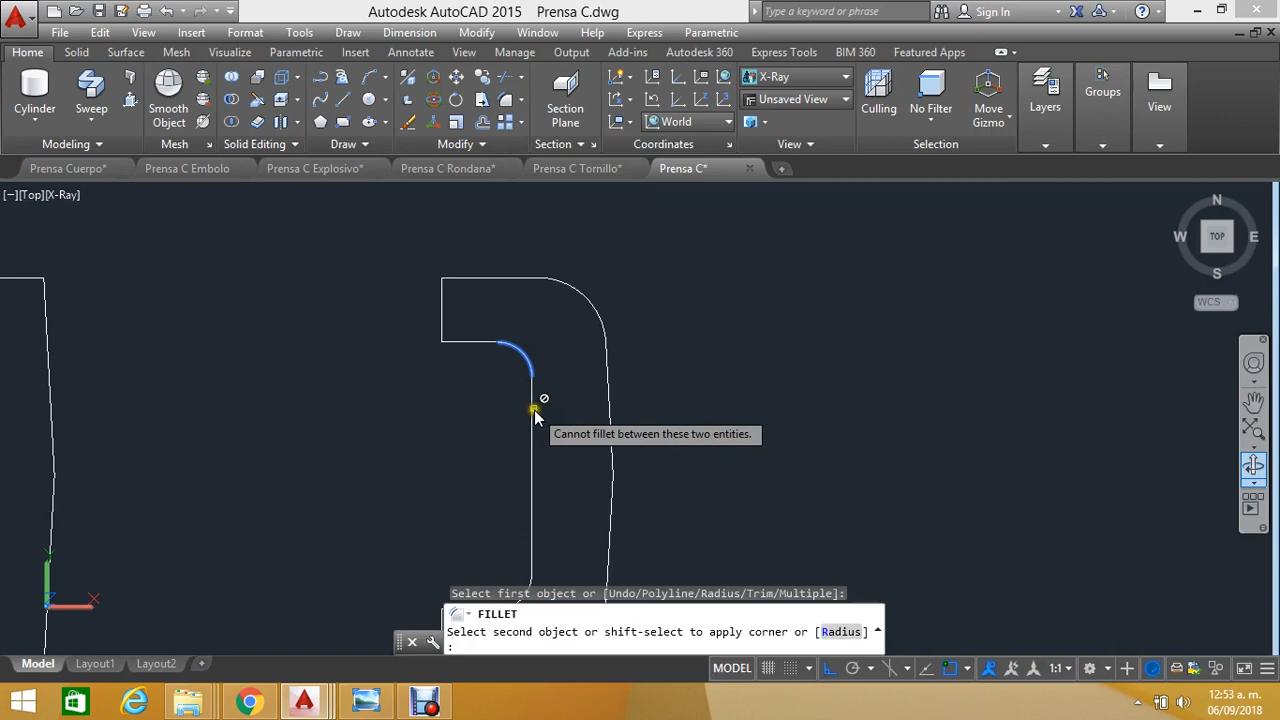 Autodesk AutoCAD 2015 Prensa C.dwg
Type a keyword or phrase
Sign In
File Edit View Insert Format Tools Draw Dimension Modify Window Help Express Parametric
Home Solid Surface Mesh Visualize Parametric Insert Annotate View Manage Output Add-ins Autodesk 360 Express Tools BIM 360 Featured Apps
X-Ray
Unsaved View
World
Cylinder
Sweep
Smooth
Object
Section
Plane
Culling
No Filter
Move
Gizmo
Layers
Groups
View
Modeling Mesh Solid Editing Draw Modify Section Coordinates View Selection
Prensa Cuerpo* Prensa C Embolo Prensa C Explosivo* Prensa C Rondana* Prensa C Tornillo* Prensa C*
[−][Top][X-Ray]
N
W TOP E
S
WCS
Cannot fillet between these two entities.
Y
X
Z
Select first object or [Undo/Polyline/Radius/Trim/Multiple]:
FILLET
Select second object or shift-select to apply corner or [Radius]
:
Model Layout1 Layout2
MODEL
1:1
12:53 a. m.
06/09/2018